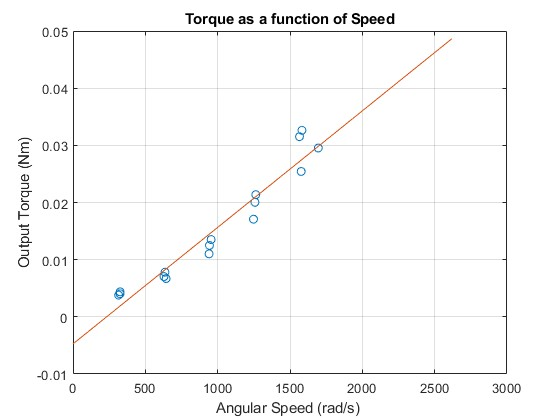 Torque as a function of Speed
0.05
0.04
0.03
0.02
0.01
0
-0.01
Output Torque (Nm)
0 500 1000 1500 2000 2500 3000
Angular Speed (rad/s)